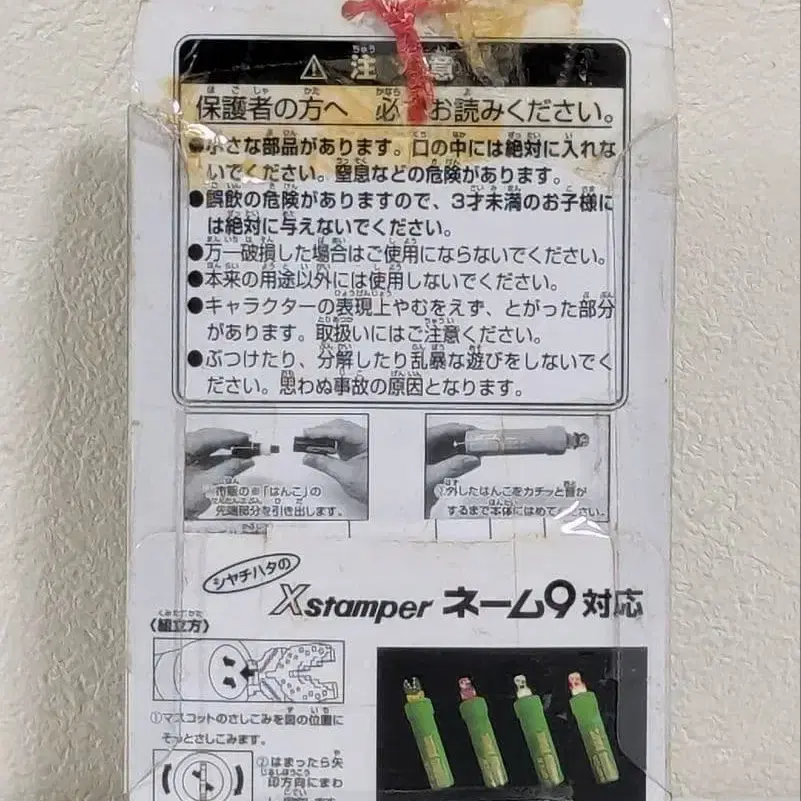 注 意
保護者の方へ 必 お読みください。
●小さな部品があります。口の中には絶対に入れな
いでください。窒息などの危険があります。
●誤飲の危険がありますので、3才未満のお子様に
は絶対に与えないでください。
●万一破損した場合はご使用にならないでください。
●本来の用途以外には使用しないでください。
●キャラクターの表現上やむをえず、とがった部分
があります。取扱いにはご注意ください。
●ぶつけたり、分解したり乱暴な遊びをしないでく
ださい。思わぬ事故の原因となります。
市販の※「はんこ」の
先端部分を引き出します。
外したはんこをカチッと音が
するまで本体にはめてください。
シヤチハタの
Xstamper ネーム9対応
〈組立方〉
①マスコットのさしこみを図の位置に
そっとさしこみます。
②はまったら矢
印方向にまわ